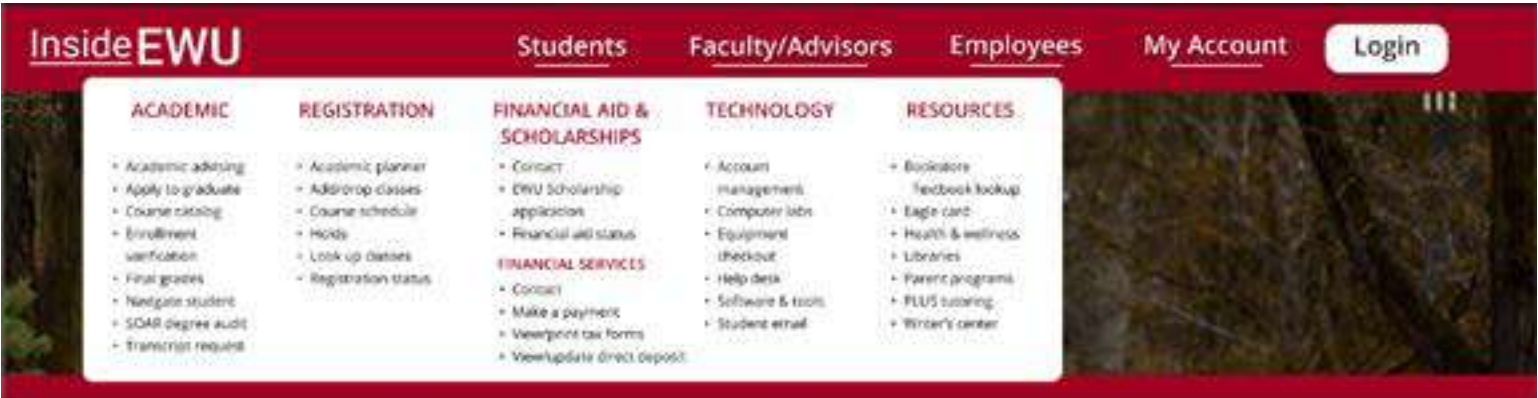 InsideEWU
Students
Faculty/Advisors
Employees
My Account
Login
ACADEMIC
• Academic advising
• Apply to graduate
• Course catalog
• Enrollment
verification
• Final grades
• Navigate student
• SOAR degree audit
• Transcript request
REGISTRATION
• Academic planner
• Add/drop classes
• Course schedule
• Holds
• Look up classes
• Registration status
FINANCIAL AID &
SCHOLARSHIPS
• Contact
• EWU Scholarship
application
• Financial aid status
FINANCIAL SERVICES
• Contact
• Make a payment
• View/print tax forms
• View/update direct deposit
TECHNOLOGY
• Account
management
• Computer labs
• Equipment
checkout
• Help desk
• Software & tools
• Student email
RESOURCES
• Bookstore
Textbook lookup
• Eagle card
• Health & wellness
• Libraries
• Parent programs
• PLUS tutoring
• Writer's center